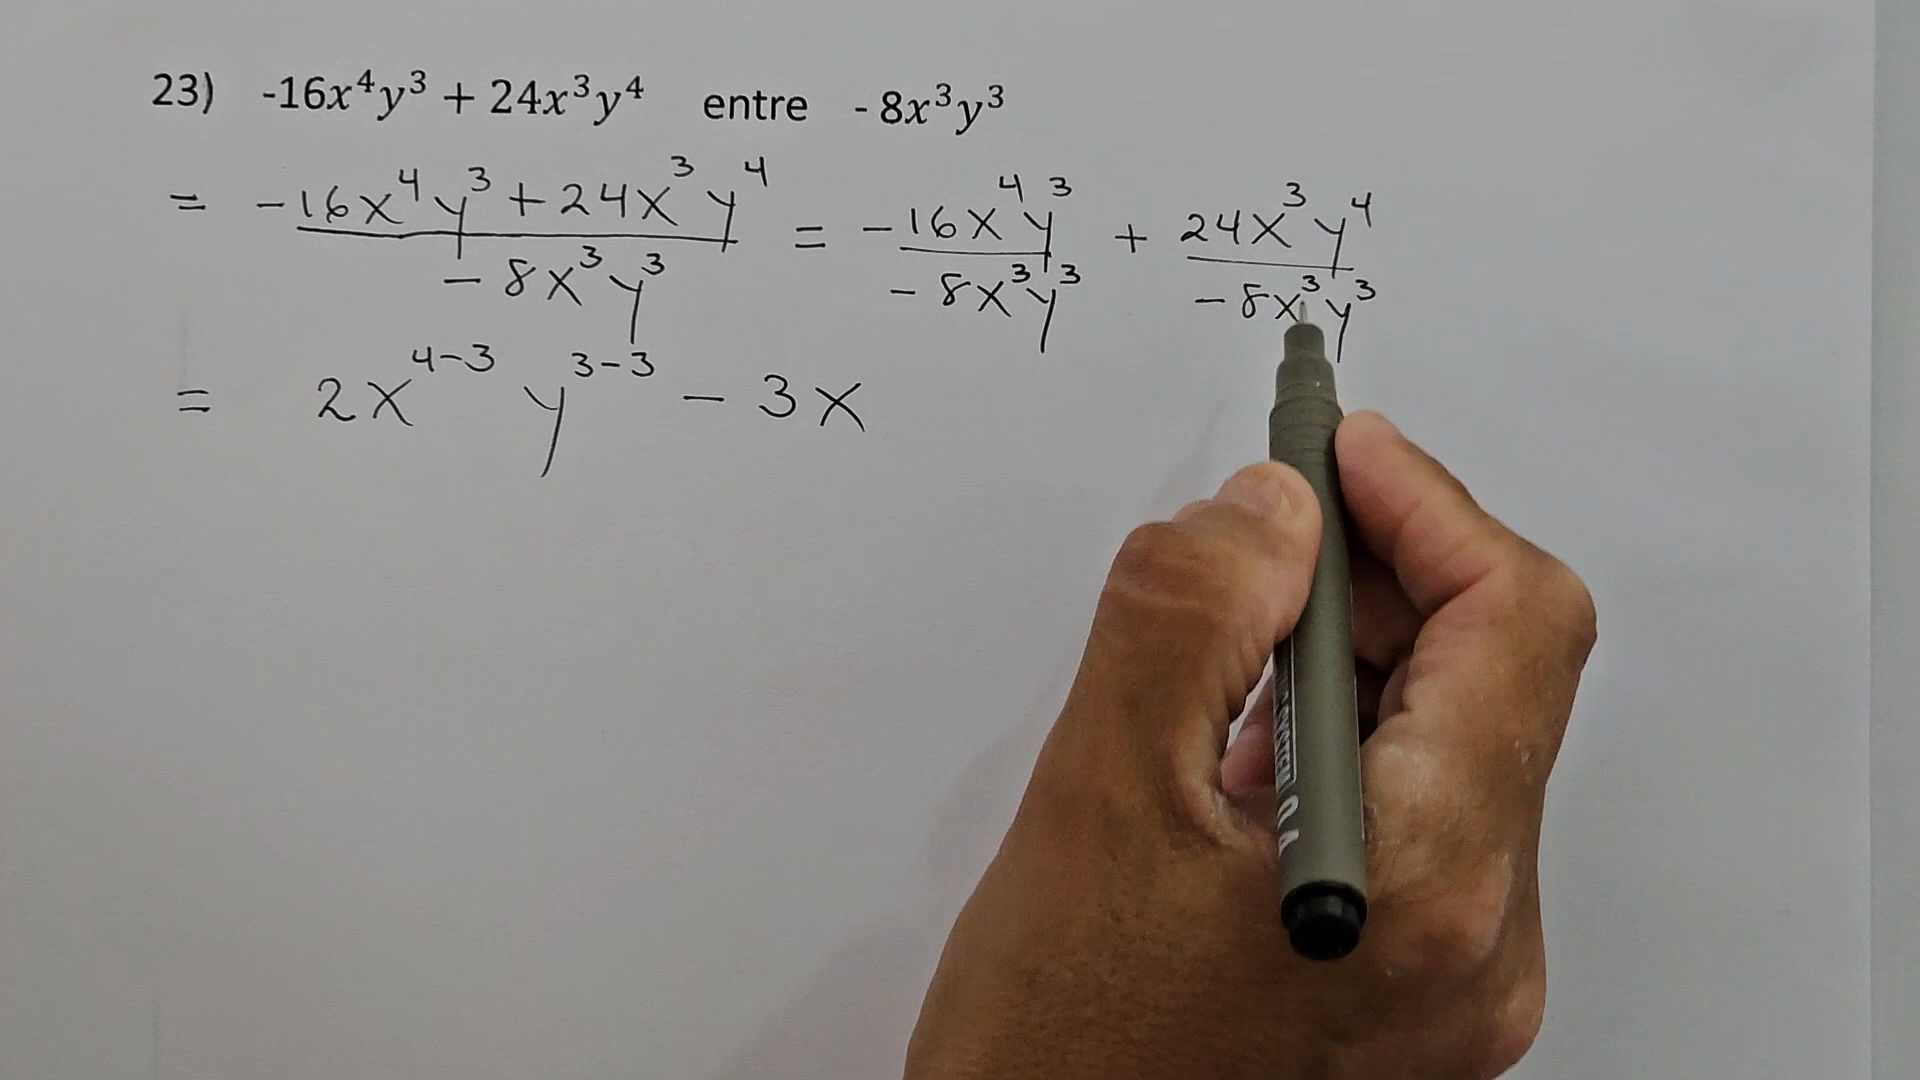 23) -16x⁴y³ + 24x³y⁴ entre - 8x³y³
= -16x⁴y³+24x³y⁴ / - 8x³y³ = -16x⁴y³ / - 8x³y³ + 24x³y⁴ / - 8x³y³
= 2x⁴⁻³ y³⁻³ - 3x